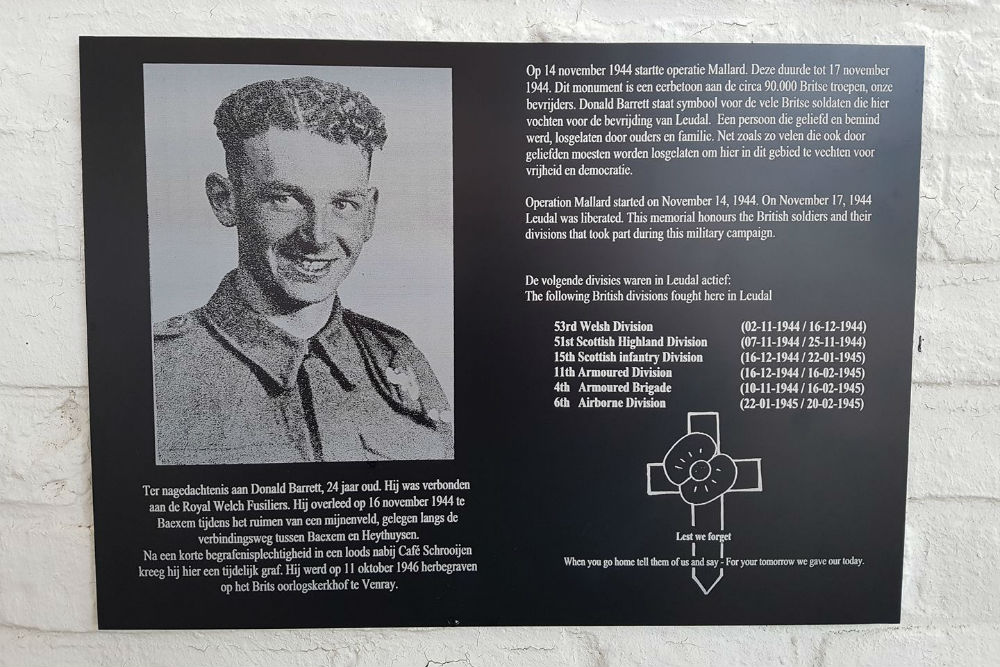 Ter nagedachtenis aan Donald Barrett, 24 jaar oud. Hij was verbonden
aan de Royal Welch Fusiliers. Hij overleed op 16 november 1944 te
Baexem tijdens het ruimen van een mijnenveld, gelegen langs de
verbindingsweg tussen Baexem en Heythuysen.
Na een korte begrafenisplechtigheid in een loods nabij Café Schrooijen
kreeg hij hier een tijdelijk graf. Hij werd op 11 oktober 1946 herbegraven
op het Brits oorlogskerkhof te Venray.
Op 14 november 1944 startte operatie Mallard. Deze duurde tot 17 november
1944. Dit monument is een eerbetoon aan de circa 90.000 Britse troepen, onze
bevrijders. Donald Barrett staat symbool voor de vele Britse soldaten die hier
vochten voor de bevrijding van Leudal. Een persoon die geliefd en bemind
werd, losgelaten door ouders en familie. Net zoals zo velen die ook door
geliefden moesten worden losgelaten om hier in dit gebied te vechten voor
vrijheid en democratie.
Operation Mallard started on November 14, 1944. On November 17, 1944
Leudal was liberated. This memorial honours the British soldiers and their
divisions that took part during this military campaign.
De volgende divisies waren in Leudal actief:
The following British divisions fought here in Leudal
53rd Welsh Division (02-11-1944 / 16-12-1944)
51st Scottish Highland Division (07-11-1944 / 25-11-1944)
15th Scottish infantry Division (16-12-1944 / 22-01-1945)
11th Armoured Division (16-12-1944 / 16-02-1945)
4th Armoured Brigade (10-11-1944 / 16-02-1945)
6th Airborne Division (22-01-1945 / 20-02-1945)
Lest we forget
When you go home tell them of us and say - For your tomorrow we gave our today.